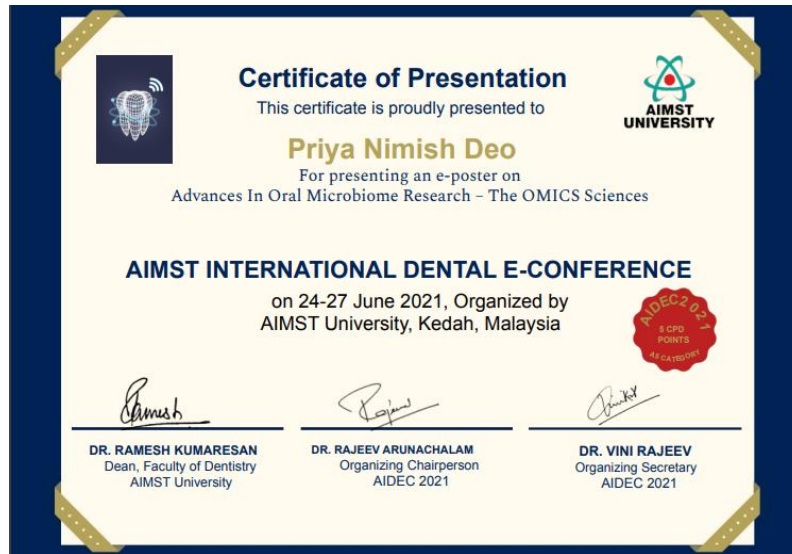 Certificate of Presentation
This certificate is proudly presented to
AIMST
UNIVERSITY
Priya Nimish Deo
For presenting an e-poster on
Advances In Oral Microbiome Research – The OMICS Sciences
AIMST INTERNATIONAL DENTAL E-CONFERENCE
on 24-27 June 2021, Organized by
AIMST University, Kedah, Malaysia
AIDEC2021
5 CPD
POINTS
AS CATEGORY
Ramesh
Rajeev
DR. RAMESH KUMARESAN
Dean, Faculty of Dentistry
AIMST University
DR. RAJEEV ARUNACHALAM
Organizing Chairperson
AIDEC 2021
DR. VINI RAJEEV
Organizing Secretary
AIDEC 2021